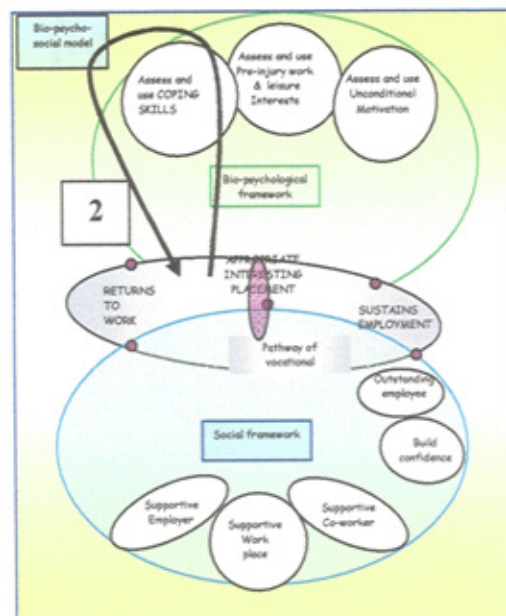 Bio-psycho-
social model
Assess and
use COPING
SKILLS
Assess and use
Pre-injury work
& leisure
Interests
Assess and use
Unconditional
Motivation
Bio-psychological
framework
2
APPROPRIATE
INTERESTING
PLACEMENT
RETURNS
TO
WORK
SUSTAINS
EMPLOYMENT
Pathway of
vocational
Outstanding
employee
Build
confidence
Social framework
Supportive
Employer
Supportive
Work
place
Supportive
Co-worker